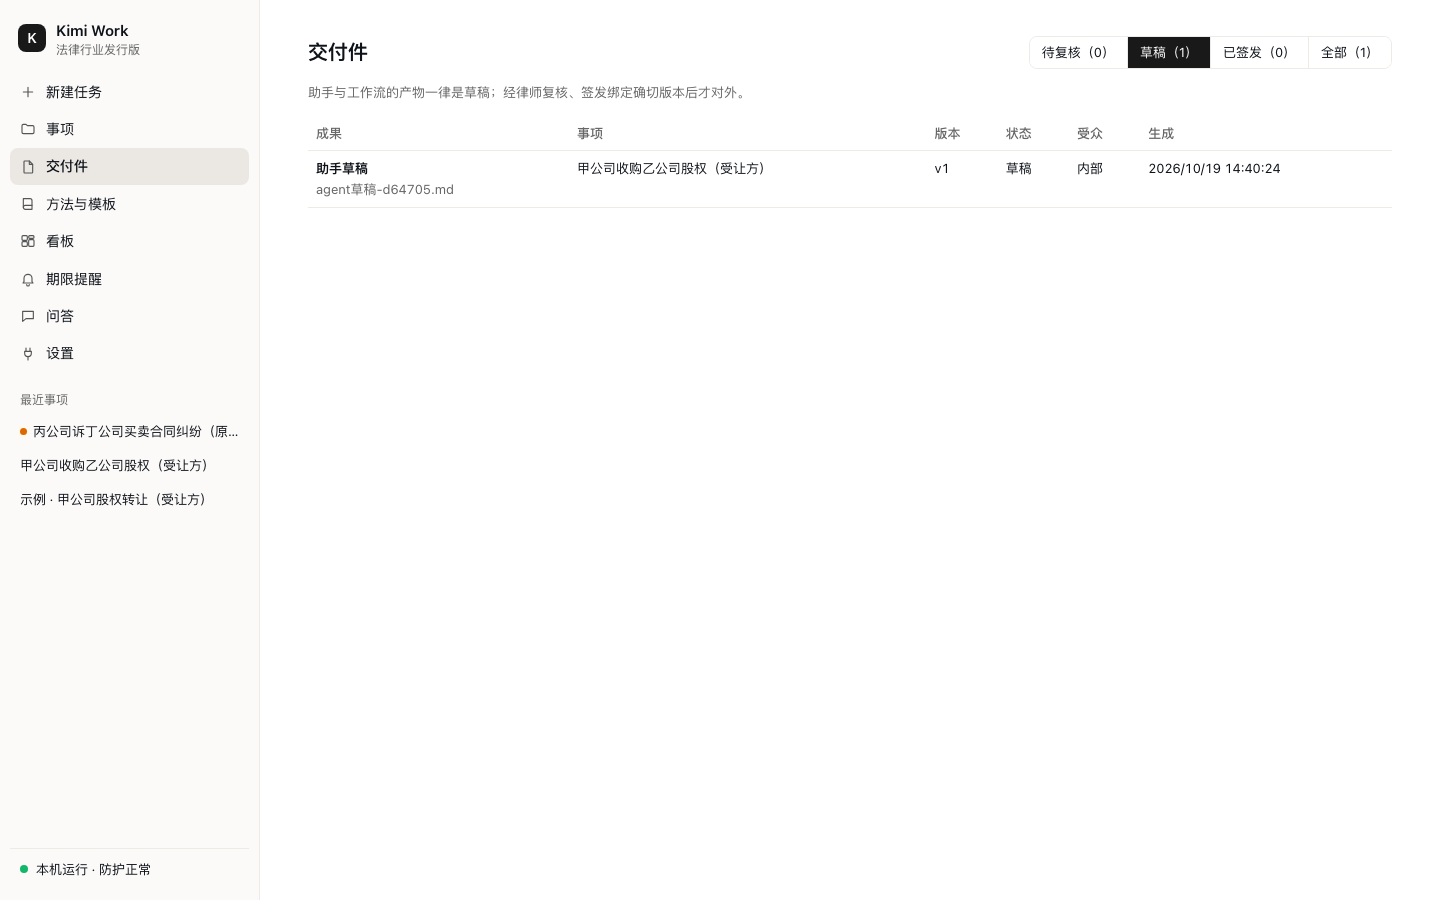 K
Kimi Work
法律行业发行版
新建任务
事项
交付件
方法与模板
看板
期限提醒
问答
设置
最近事项
丙公司诉丁公司买卖合同纠纷（原...
甲公司收购乙公司股权（受让方）
示例 · 甲公司股权转让（受让方）
本机运行 · 防护正常
交付件
待复核（0） 草稿（1） 已签发（0） 全部（1）
助手与工作流的产物一律是草稿；经律师复核、签发绑定确切版本后才对外。
成果 事项 版本 状态 受众 生成
助手草稿 甲公司收购乙公司股权（受让方） v1 草稿 内部 2026/10/19 14:40:24
agent草稿-d64705.md